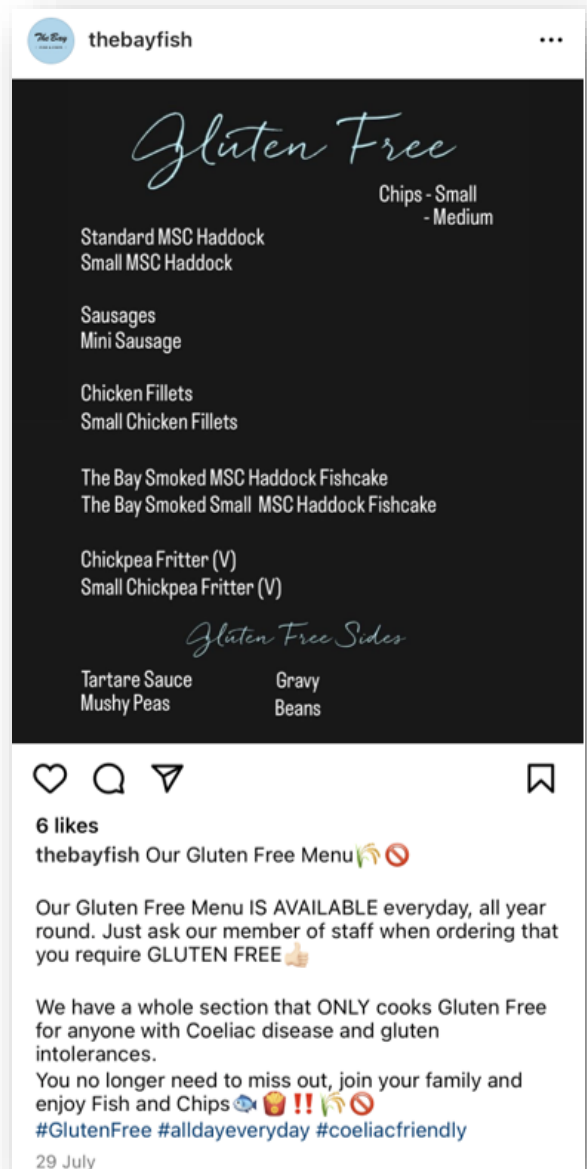 The Bay
FISH & CHIPS
thebayfish
Gluten Free
Chips - Small
- Medium
Standard MSC Haddock
Small MSC Haddock
Sausages
Mini Sausage
Chicken Fillets
Small Chicken Fillets
The Bay Smoked MSC Haddock Fishcake
The Bay Smoked Small MSC Haddock Fishcake
Chickpea Fritter (V)
Small Chickpea Fritter (V)
Gluten Free Sides
Tartare Sauce
Gravy
Mushy Peas
Beans
6 likes
thebayfish Our Gluten Free Menu🌾🚫
Our Gluten Free Menu IS AVAILABLE everyday, all year
round. Just ask our member of staff when ordering that
you require GLUTEN FREE👍🏻
We have a whole section that ONLY cooks Gluten Free
for anyone with Coeliac disease and gluten
intolerances.
You no longer need to miss out, join your family and
enjoy Fish and Chips🐟🍟‼️🌾🚫
#GlutenFree #alldayeveryday #coeliacfriendly
29 July